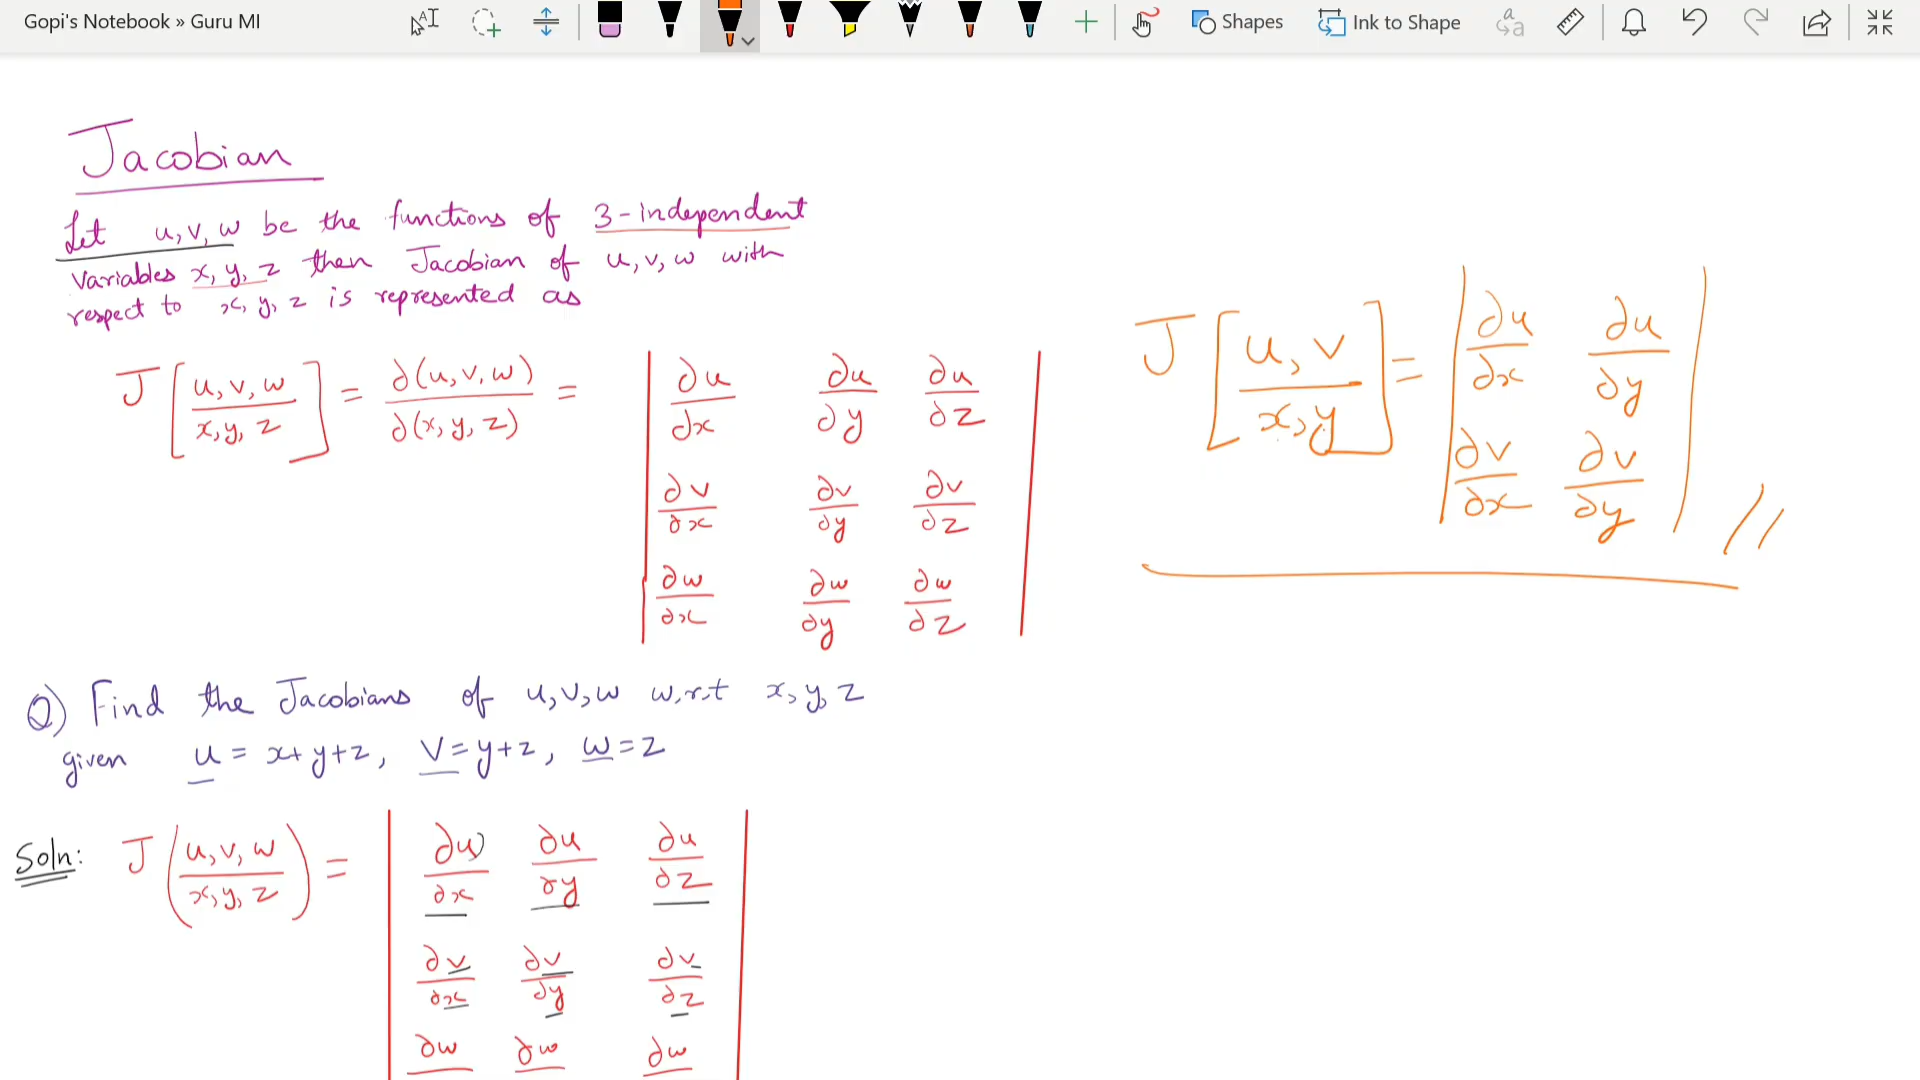 Gopi's Notebook » Guru MI
Shapes
Ink to Shape
Jacobian
Let u, v, w be the functions of 3-independent
variables x, y, z then Jacobian of u, v, w with
respect to x, y, z is represented as
J [ u, v, w / x, y, z ] = ∂(u, v, w) / ∂(x, y, z) = | ∂u/∂x ∂u/∂y ∂u/∂z |
| ∂v/∂x ∂v/∂y ∂v/∂z |
| ∂w/∂x ∂w/∂y ∂w/∂z |
J [ u, v / x, y ] = | ∂u/∂x ∂u/∂y |
| ∂v/∂x ∂v/∂y | //
Q) Find the Jacobians of u, v, w w.r.t x, y, z
given u = x+y+z, v = y+z, w = z
Soln: J ( u, v, w / x, y, z ) = | ∂u/∂x ∂u/∂y ∂u/∂z |
| ∂v/∂x ∂v/∂y ∂v/∂z |
| ∂w ∂w ∂w |